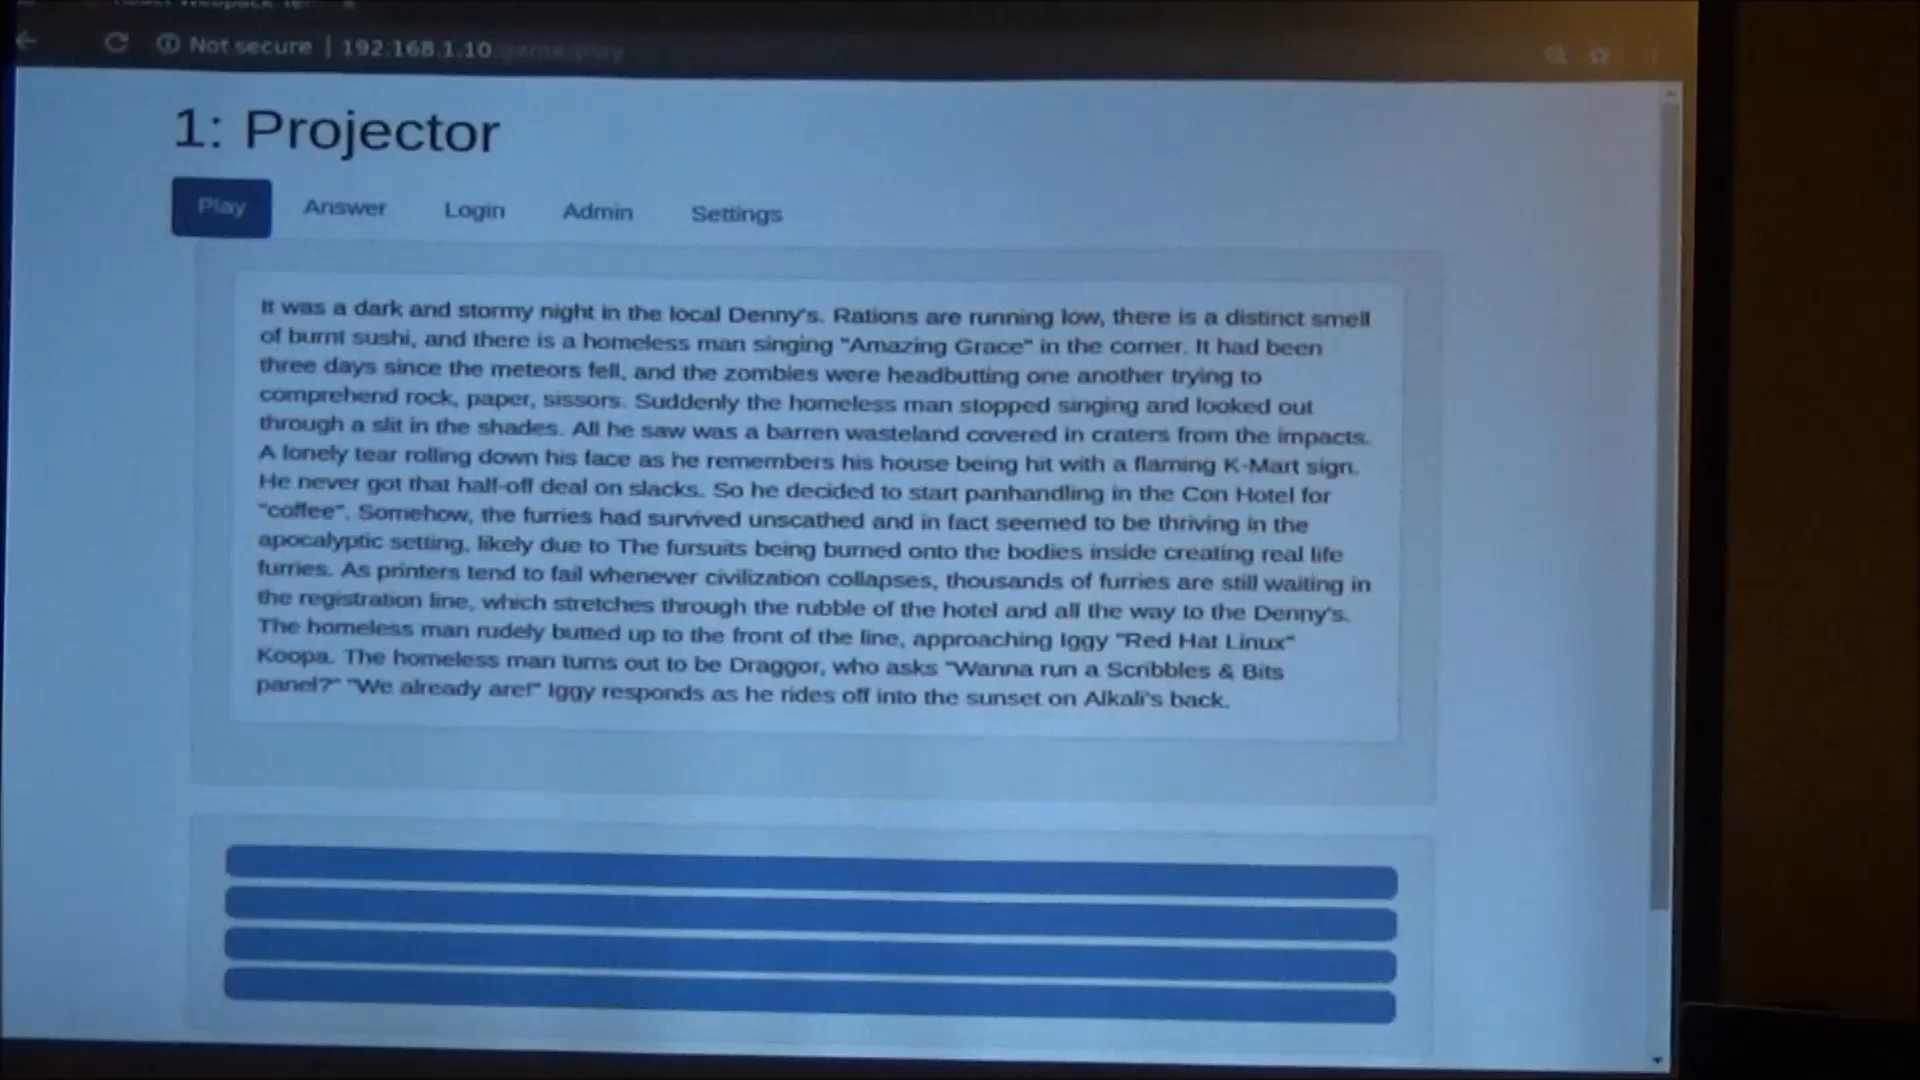 Not secure | 192.168.1.10/game/play
1: Projector
Play Answer Login Admin Settings
It was a dark and stormy night in the local Denny's. Rations are running low, there is a distinct smell
of burnt sushi, and there is a homeless man singing "Amazing Grace" in the corner. It had been
three days since the meteors fell, and the zombies were headbutting one another trying to
comprehend rock, paper, sissors. Suddenly the homeless man stopped singing and looked out
through a slit in the shades. All he saw was a barren wasteland covered in craters from the impacts.
A lonely tear rolling down his face as he remembers his house being hit with a flaming K-Mart sign.
He never got that half-off deal on slacks. So he decided to start panhandling in the Con Hotel for
"coffee". Somehow, the furries had survived unscathed and in fact seemed to be thriving in the
apocalyptic setting, likely due to The fursuits being burned onto the bodies inside creating real life
furries. As printers tend to fail whenever civilization collapses, thousands of furries are still waiting in
the registration line, which stretches through the rubble of the hotel and all the way to the Denny's.
The homeless man rudely butted up to the front of the line, approaching Iggy "Red Hat Linux"
Koopa. The homeless man turns out to be Draggor, who asks "Wanna run a Scribbles & Bits
panel?" "We already are!" Iggy responds as he rides off into the sunset on Alkali's back.